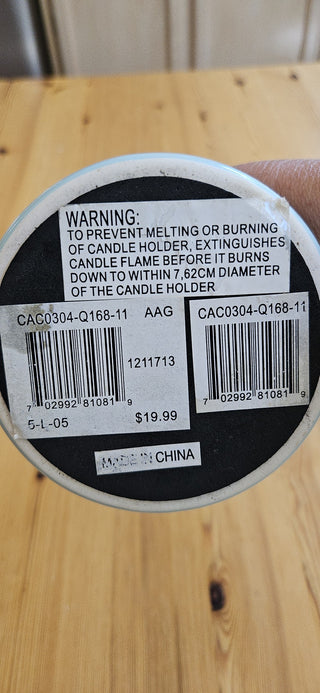 WARNING:
TO PREVENT MELTING OR BURNING
OF CANDLE HOLDER, EXTINGUISHES
CANDLE FLAME BEFORE IT BURNS
DOWN TO WITHIN 7,62CM DIAMETER
OF THE CANDLE HOLDER
CAC0304-Q168-11 AAG
1211713
7 02992 81081 9
5-L-05 $19.99
CAC0304-Q168-11
7 02992 81081 9
MADE IN CHINA